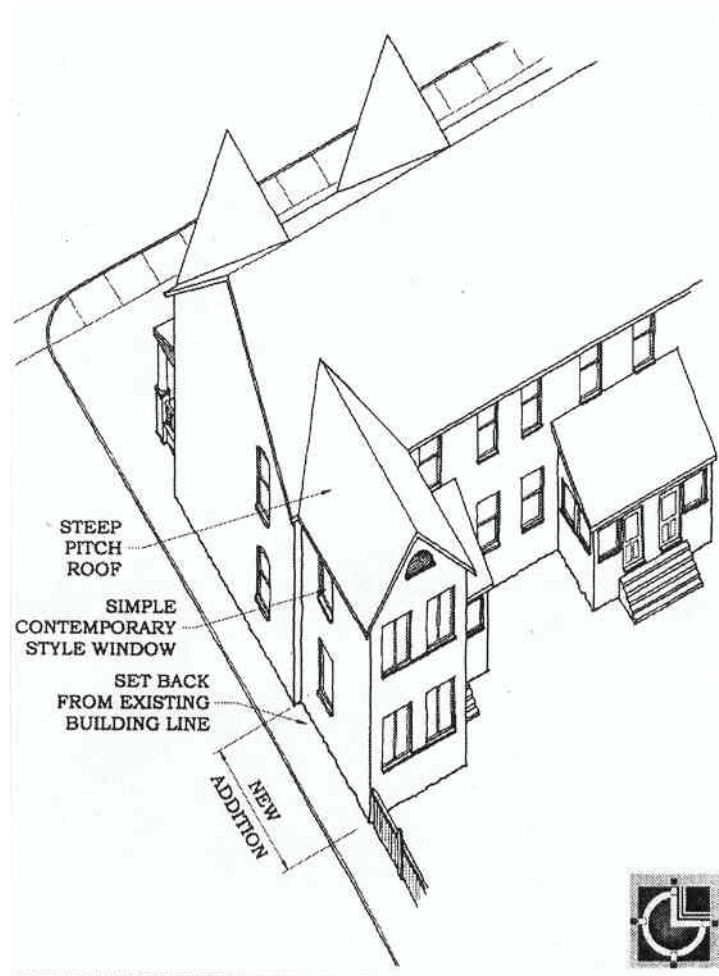 STEEP
PITCH
ROOF
SIMPLE
CONTEMPORARY
STYLE WINDOW
SET BACK
FROM EXISTING
BUILDING LINE
NEW
ADDITION